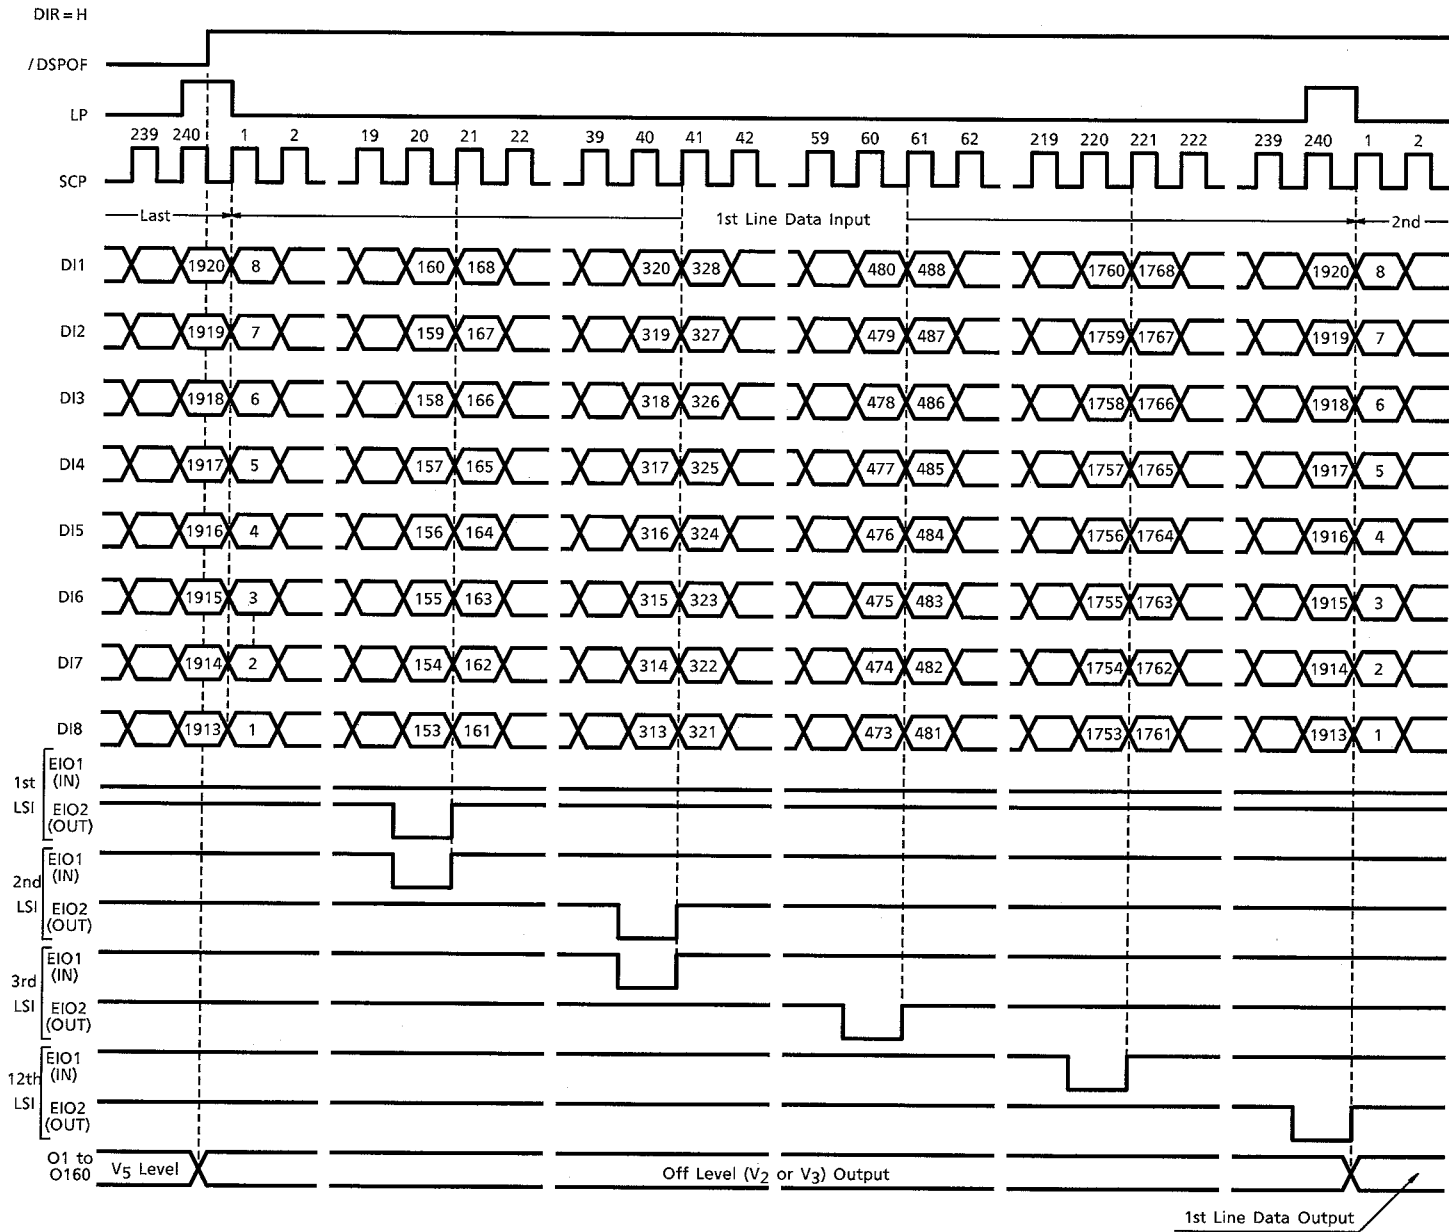 DIR = H
/DSPOF
LP
239 240 1 2 19 20 21 22 39 40 41 42 59 60 61 62 219 220 221 222 239 240 1 2
SCP
Last 1st Line Data Input 2nd
DI1 1920 8 160 168 320 328 480 488 1760 1768 1920 8
DI2 1919 7 159 167 319 327 479 487 1759 1767 1919 7
DI3 1918 6 158 166 318 326 478 486 1758 1766 1918 6
DI4 1917 5 157 165 317 325 477 485 1757 1765 1917 5
DI5 1916 4 156 164 316 324 476 484 1756 1764 1916 4
DI6 1915 3 155 163 315 323 475 483 1755 1763 1915 3
DI7 1914 2 154 162 314 322 474 482 1754 1762 1914 2
DI8 1913 1 153 161 313 321 473 481 1753 1761 1913 1
1st LSI
EIO1 (IN)
EIO2 (OUT)
2nd LSI
EIO1 (IN)
EIO2 (OUT)
3rd LSI
EIO1 (IN)
EIO2 (OUT)
12th LSI
EIO1 (IN)
EIO2 (OUT)
O1 to O160
V5 Level Off Level (V2 or V3) Output
1st Line Data Output